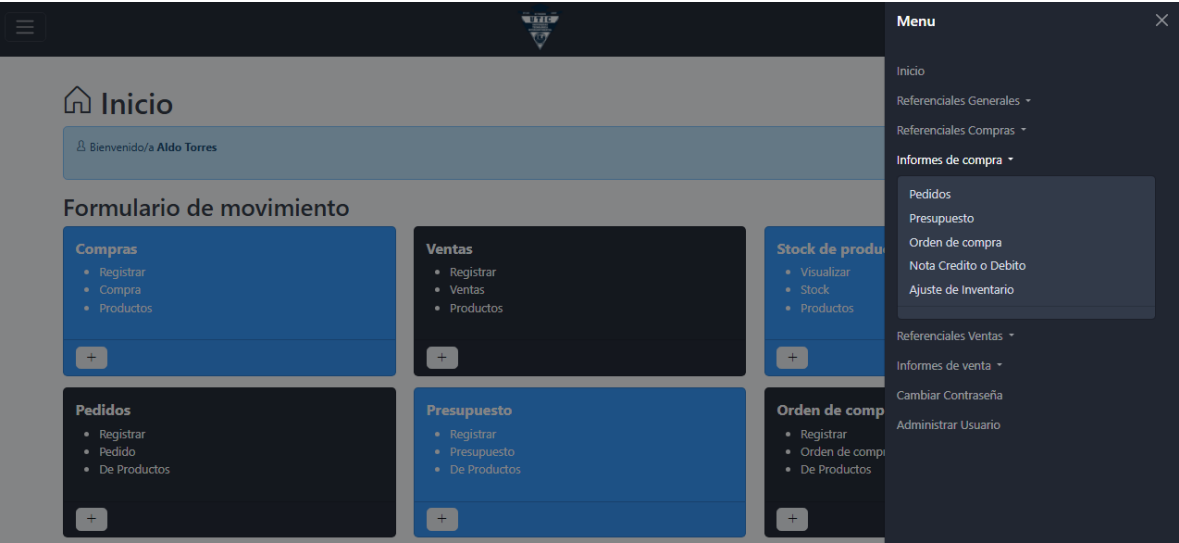 UTIC
Inicio
Bienvenido/a Aldo Torres
Formulario de movimiento
Compras
Registrar
Compra
Productos
+
Ventas
Registrar
Ventas
Productos
+
Stock de produ
Visualizar
Stock
Productos
+
Pedidos
Registrar
Pedido
De Productos
+
Presupuesto
Registrar
Presupuesto
De Productos
+
Orden de comp
Registrar
Orden de comp
De Productos
+
Menu
Inicio
Referenciales Generales
Referenciales Compras
Informes de compra
Pedidos
Presupuesto
Orden de compra
Nota Credito o Debito
Ajuste de Inventario
Referenciales Ventas
Informes de venta
Cambiar Contraseña
Administrar Usuario